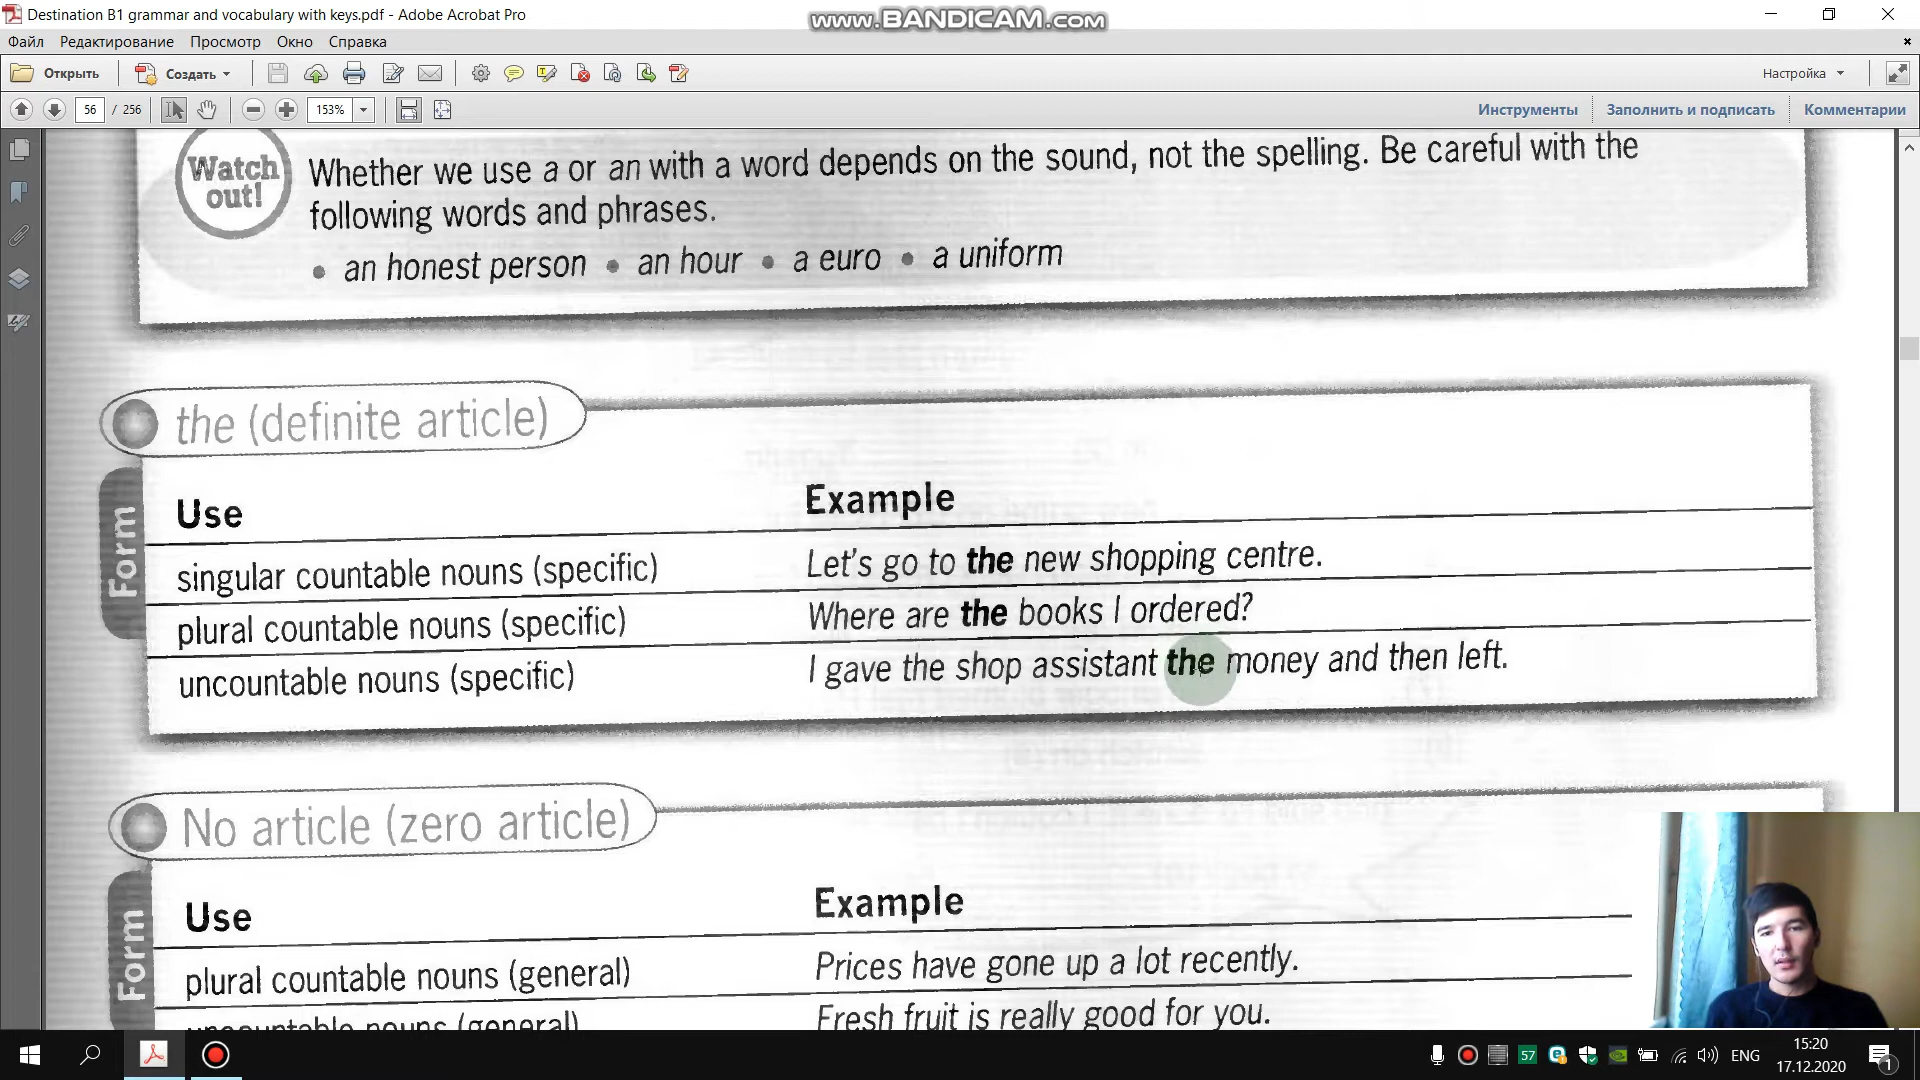 Destination B1 grammar and vocabulary with keys.pdf - Adobe Acrobat Pro
www.BANDICAM.com
Файл Редактирование Просмотр Окно Справка
Открыть Создать Настройка
56 / 256 153% Инструменты Заполнить и подписать Комментарии
Watch out!
Whether we use a or an with a word depends on the sound, not the spelling. Be careful with the
following words and phrases.
• an honest person • an hour • a euro • a uniform
the (definite article)
Form
Use Example
singular countable nouns (specific) Let's go to the new shopping centre.
plural countable nouns (specific) Where are the books I ordered?
uncountable nouns (specific) I gave the shop assistant the money and then left.
No article (zero article)
Form
Use Example
plural countable nouns (general) Prices have gone up a lot recently.
uncountable nouns (general) Fresh fruit is really good for you.
57 ENG 15:20
17.12.2020
1